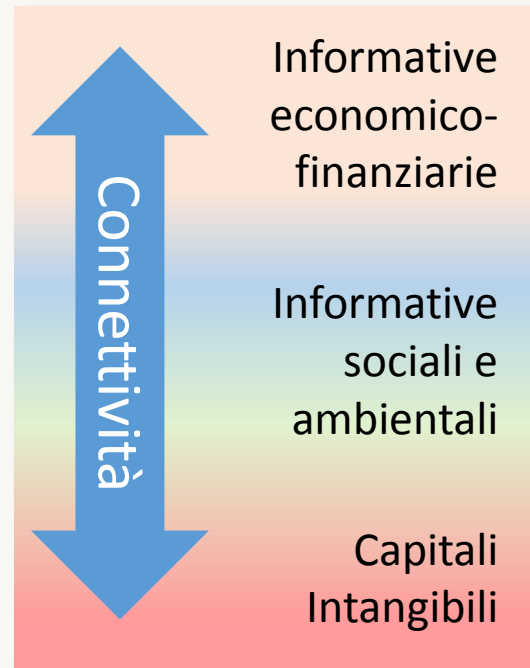 Informative
economico-
finanziarie
Connettività
Informative
sociali e
ambientali
Capitali
Intangibili